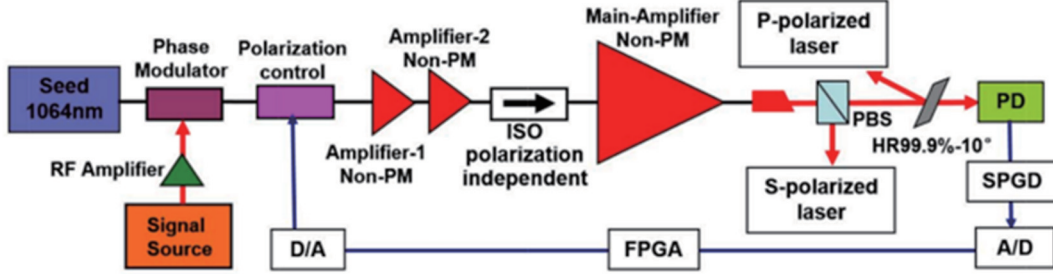 Seed
1064nm
Phase
Modulator
Polarization
control
Amplifier-2
Non-PM
Amplifier-1
Non-PM
ISO
polarization
independent
Main-Amplifier
Non-PM
P-polarized
laser
PBS
HR99.9%-10°
PD
S-polarized
laser
SPGD
A/D
FPGA
D/A
RF Amplifier
Signal
Source